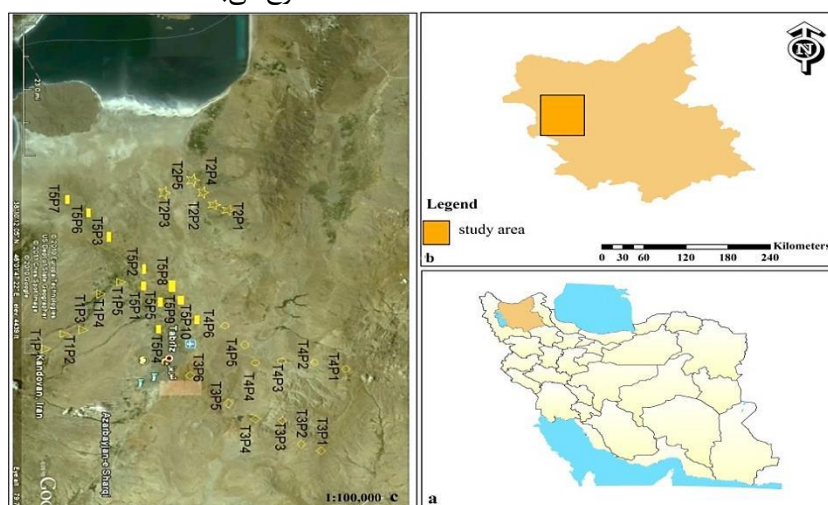 T2P4
T2P5
T2P1
T2P2
T2P3
T5P7
T5P6
T5P3
T5P2
T5P8
T5P1
T5P5
T5P9
T5P10
T5P4
T1P5
T1P4
T1P3
T1P2
T1P1
Kandovan, Iran
Tabriz
T4P6
T4P5
T4P4
T4P3
T4P2
T4P1
T3P6
T3P5
T3P4
T3P3
T3P2
T3P1
Azarbayjan-e Sharqi
1:100,000 c
N
Legend
study area
Kilometers
0 30 60 120 180 240
b
a